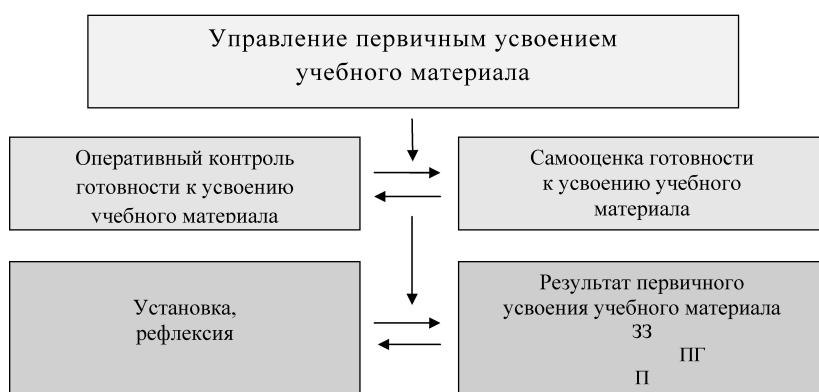 Управление первичным усвоением
учебного материала
Оперативный контроль
готовности к усвоению
учебного материала
Самооценка готовности
к усвоению учебного
материала
Установка,
рефлексия
Результат первичного
усвоения учебного материала
ЗЗ
ПГ
П